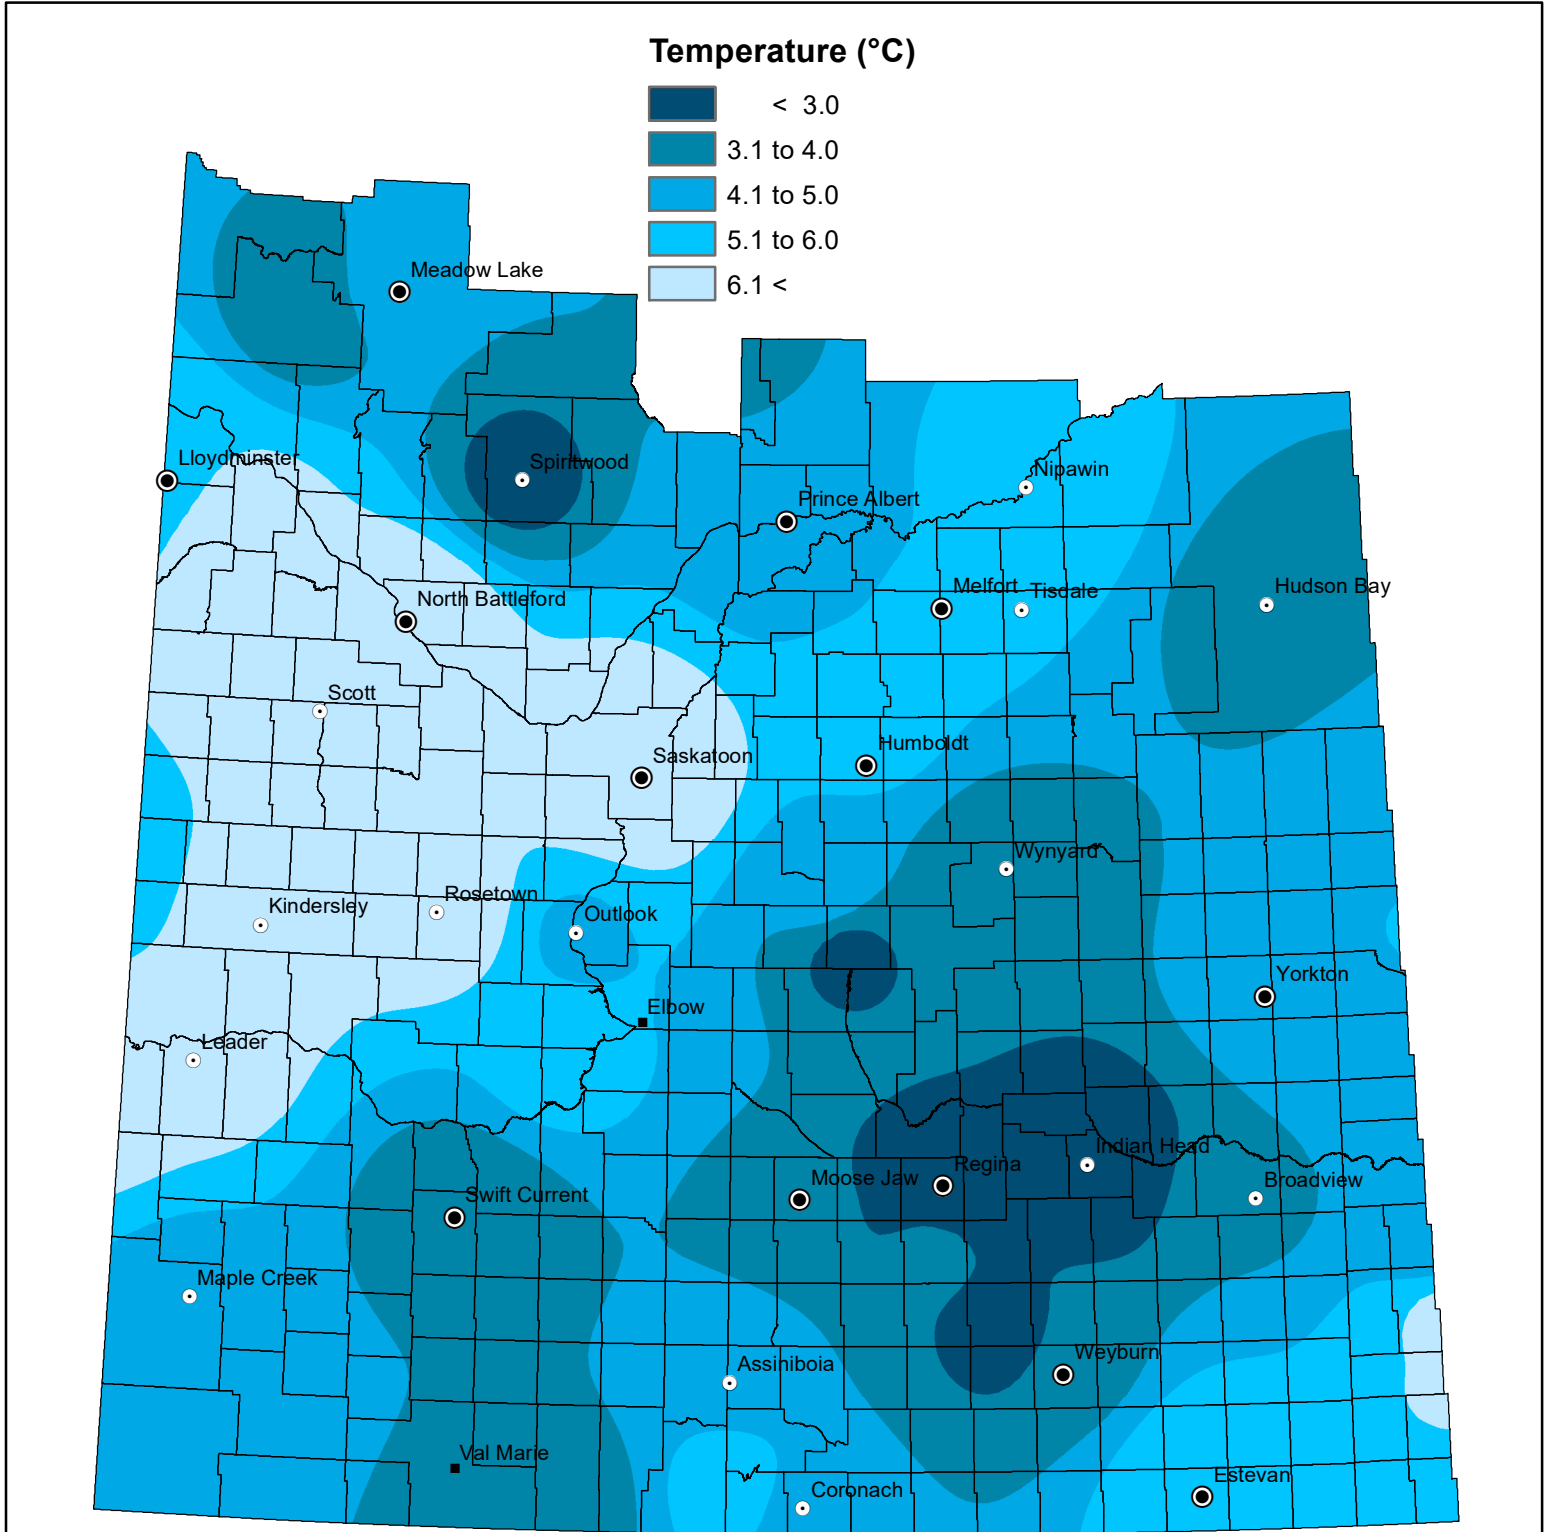 Temperature (°C)
< 3.0
3.1 to 4.0
4.1 to 5.0
5.1 to 6.0
6.1 <
Meadow Lake
Lloydminster
Spiritwood
Nipawin
Prince Albert
North Battleford
Melfort
Tisdale
Hudson Bay
Scott
Saskatoon
Humboldt
Wynyard
Rosetown
Kindersley
Outlook
Yorkton
Elbow
Leader
Indian Head
Regina
Moose Jaw
Broadview
Swift Current
Maple Creek
Weyburn
Assiniboia
Val Marie
Estevan
Coronach